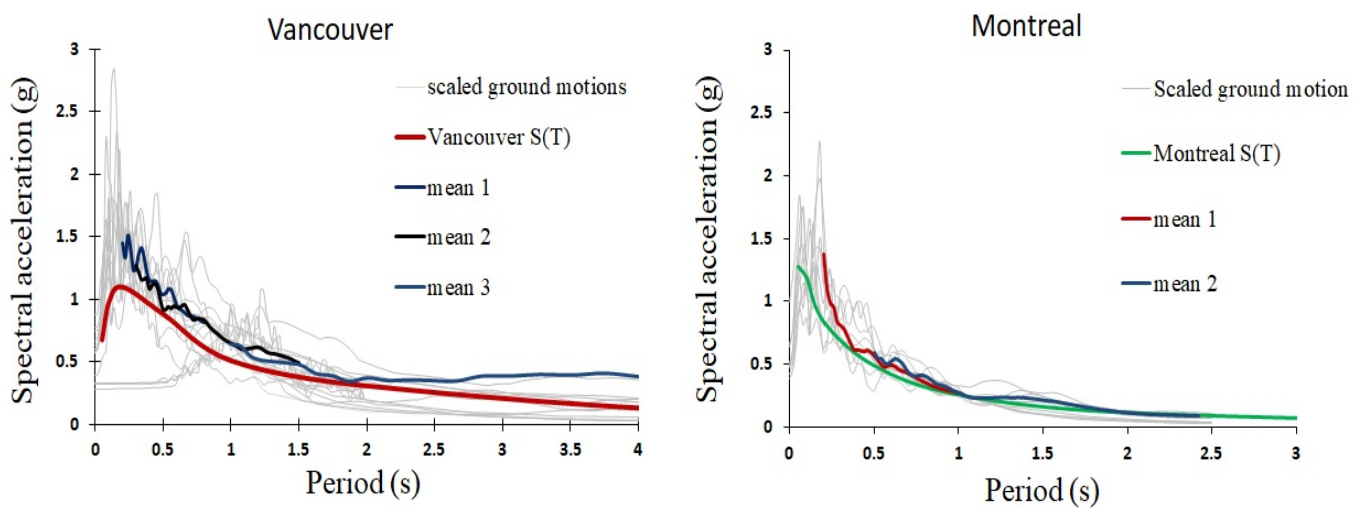 Vancouver
Spectral acceleration (g)
3
2.5
2
1.5
1
0.5
0
0 0.5 1 1.5 2 2.5 3 3.5 4
Period (s)
scaled ground motions
Vancouver S(T)
mean 1
mean 2
mean 3
Montreal
Spectral acceleration (g)
3
2.5
2
1.5
1
0.5
0
0 0.5 1 1.5 2 2.5 3
Period (s)
Scaled ground motion
Montreal S(T)
mean 1
mean 2